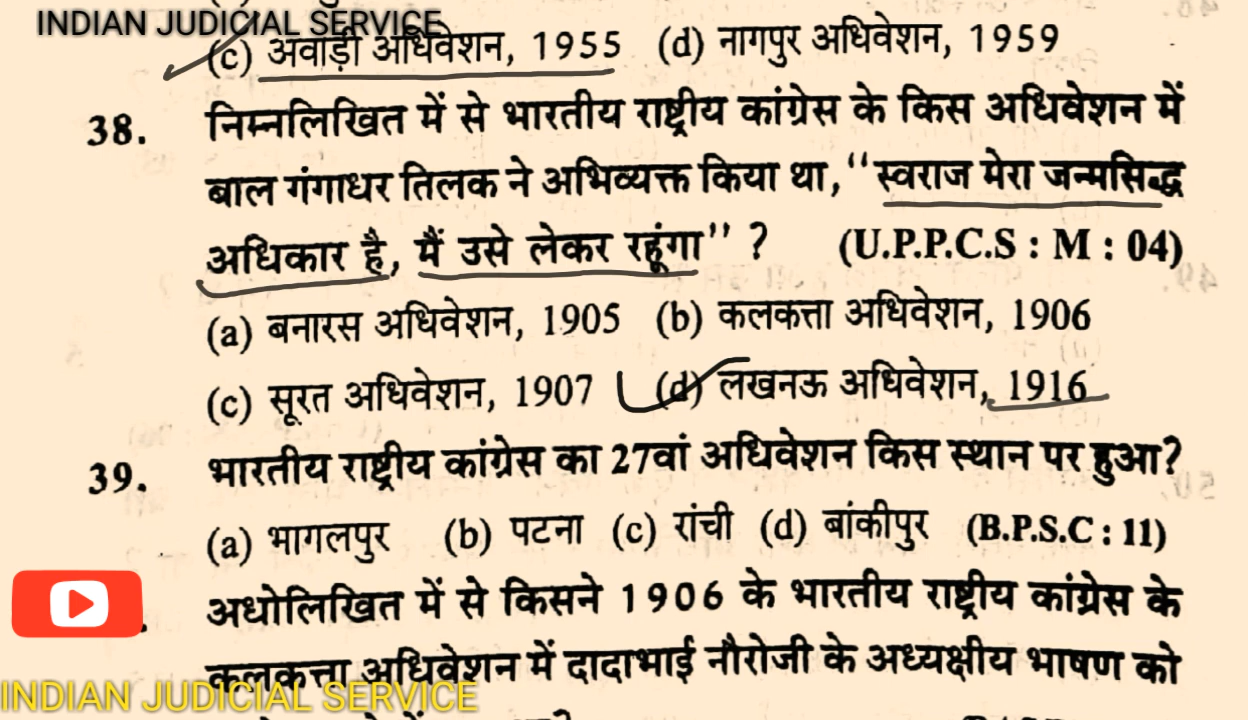 INDIAN JUDICIAL SERVICE
(c) अवाड़ी अधिवेशन, 1955 (d) नागपुर अधिवेशन, 1959
38. निम्नलिखित में से भारतीय राष्ट्रीय कांग्रेस के किस अधिवेशन में
बाल गंगाधर तिलक ने अभिव्यक्त किया था, ‘‘स्वराज मेरा जन्मसिद्ध
अधिकार है, मैं उसे लेकर रहूंगा’’ ? (U.P.P.C.S : M : 04)
(a) बनारस अधिवेशन, 1905 (b) कलकत्ता अधिवेशन, 1906
(c) सूरत अधिवेशन, 1907 (d) लखनऊ अधिवेशन, 1916
39. भारतीय राष्ट्रीय कांग्रेस का 27वां अधिवेशन किस स्थान पर हुआ?
(a) भागलपुर (b) पटना (c) रांची (d) बांकीपुर (B.P.S.C : 11)
अधोलिखित में से किसने 1906 के भारतीय राष्ट्रीय कांग्रेस के
कलकत्ता अधिवेशन में दादाभाई नौरोजी के अध्यक्षीय भाषण को
INDIAN JUDICIAL SERVICE